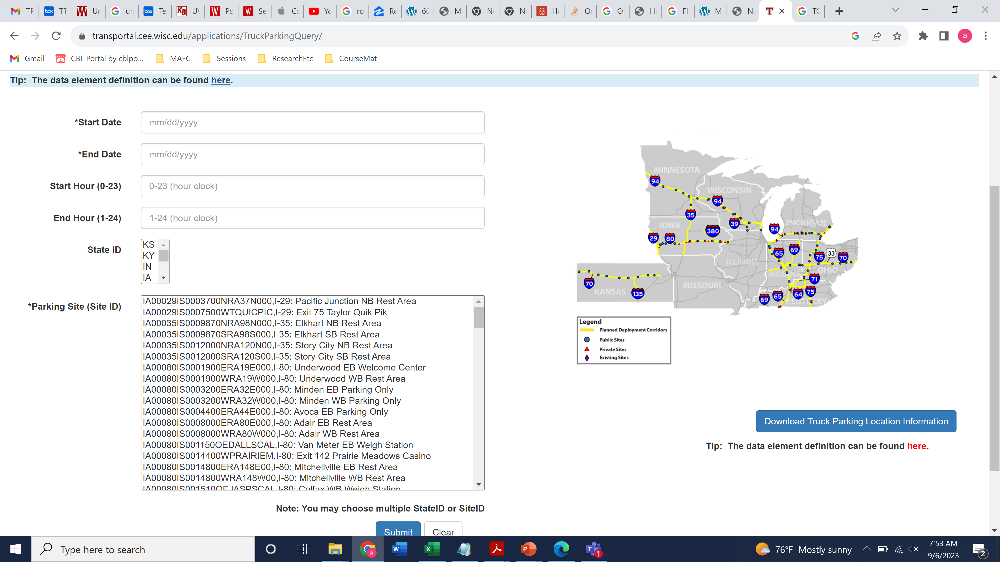 TF
TT
Ur
ur
Te
U\
Pc
Se
Ca
Yc
ro
Re
6C
M
N
N
H
O
O
H
FH
M
N
TC
transportal.cee.wisc.edu/applications/TruckParkingQuery/
a
Gmail
CBL Portal by cblpo...
MAFC
Sessions
ResearchEtc
CourseMat
Tip: The data element definition can be found here.
*Start Date
mm/dd/yyyy
*End Date
mm/dd/yyyy
Start Hour (0-23)
0-23 (hour clock)
End Hour (1-24)
1-24 (hour clock)
State ID
KS
KY
IN
IA
*Parking Site (Site ID)
IA00029IS0003700NRA37N000,I-29: Pacific Junction NB Rest Area
IA00029IS0007500WTQUICPIC,I-29: Exit 75 Taylor Quik Pik
IA00035IS0009870NRA98N000,I-35: Elkhart NB Rest Area
IA00035IS0009870SRA98S000,I-35: Elkhart SB Rest Area
IA00035IS0012000NRA120N00,I-35: Story City NB Rest Area
IA00035IS0012000SRA120S00,I-35: Story City SB Rest Area
IA00080IS0001900ERA19E000,I-80: Underwood EB Welcome Center
IA00080IS0001900WRA19W000,I-80: Underwood WB Rest Area
IA00080IS0003200ERA32E000,I-80: Minden EB Parking Only
IA00080IS0003200WRA32W000,I-80: Minden WB Parking Only
IA00080IS0004400ERA44E000,I-80: Avoca EB Parking Only
IA00080IS0008000ERA80E000,I-80: Adair EB Rest Area
IA00080IS0008000WRA80W000,I-80: Adair WB Rest Area
IA00080IS001150OEDALLSCAL,I-80: Van Meter EB Weigh Station
IA00080IS0014400WPRAIRIEM,I-80: Exit 142 Prairie Meadows Casino
IA00080IS0014800ERA148E00,I-80: Mitchellville EB Rest Area
IA00080IS0014800WRA148W00,I-80: Mitchellville WB Rest Area
IA00080IS001510OEJASPSCAL,I-80: Colfax WB Weigh Station
Note: You may choose multiple StateID or SiteID
Submit
Clear
MINNESOTA
94
WISCONSIN
94
35
IOWA
39
MICHIGAN
94
380
29
80
65
69
75
33
70
ILLINOIS
OHIO
INDIANA
71
70
KANSAS
135
MISSOURI
69
65
64
75
KENTUCKY
Legend
Planned Deployment Corridors
Public Sites
Private Sites
Existing Sites
Download Truck Parking Location Information
Tip: The data element definition can be found here.
Type here to search
1
76°F Mostly sunny
7:53 AM
9/6/2023
2